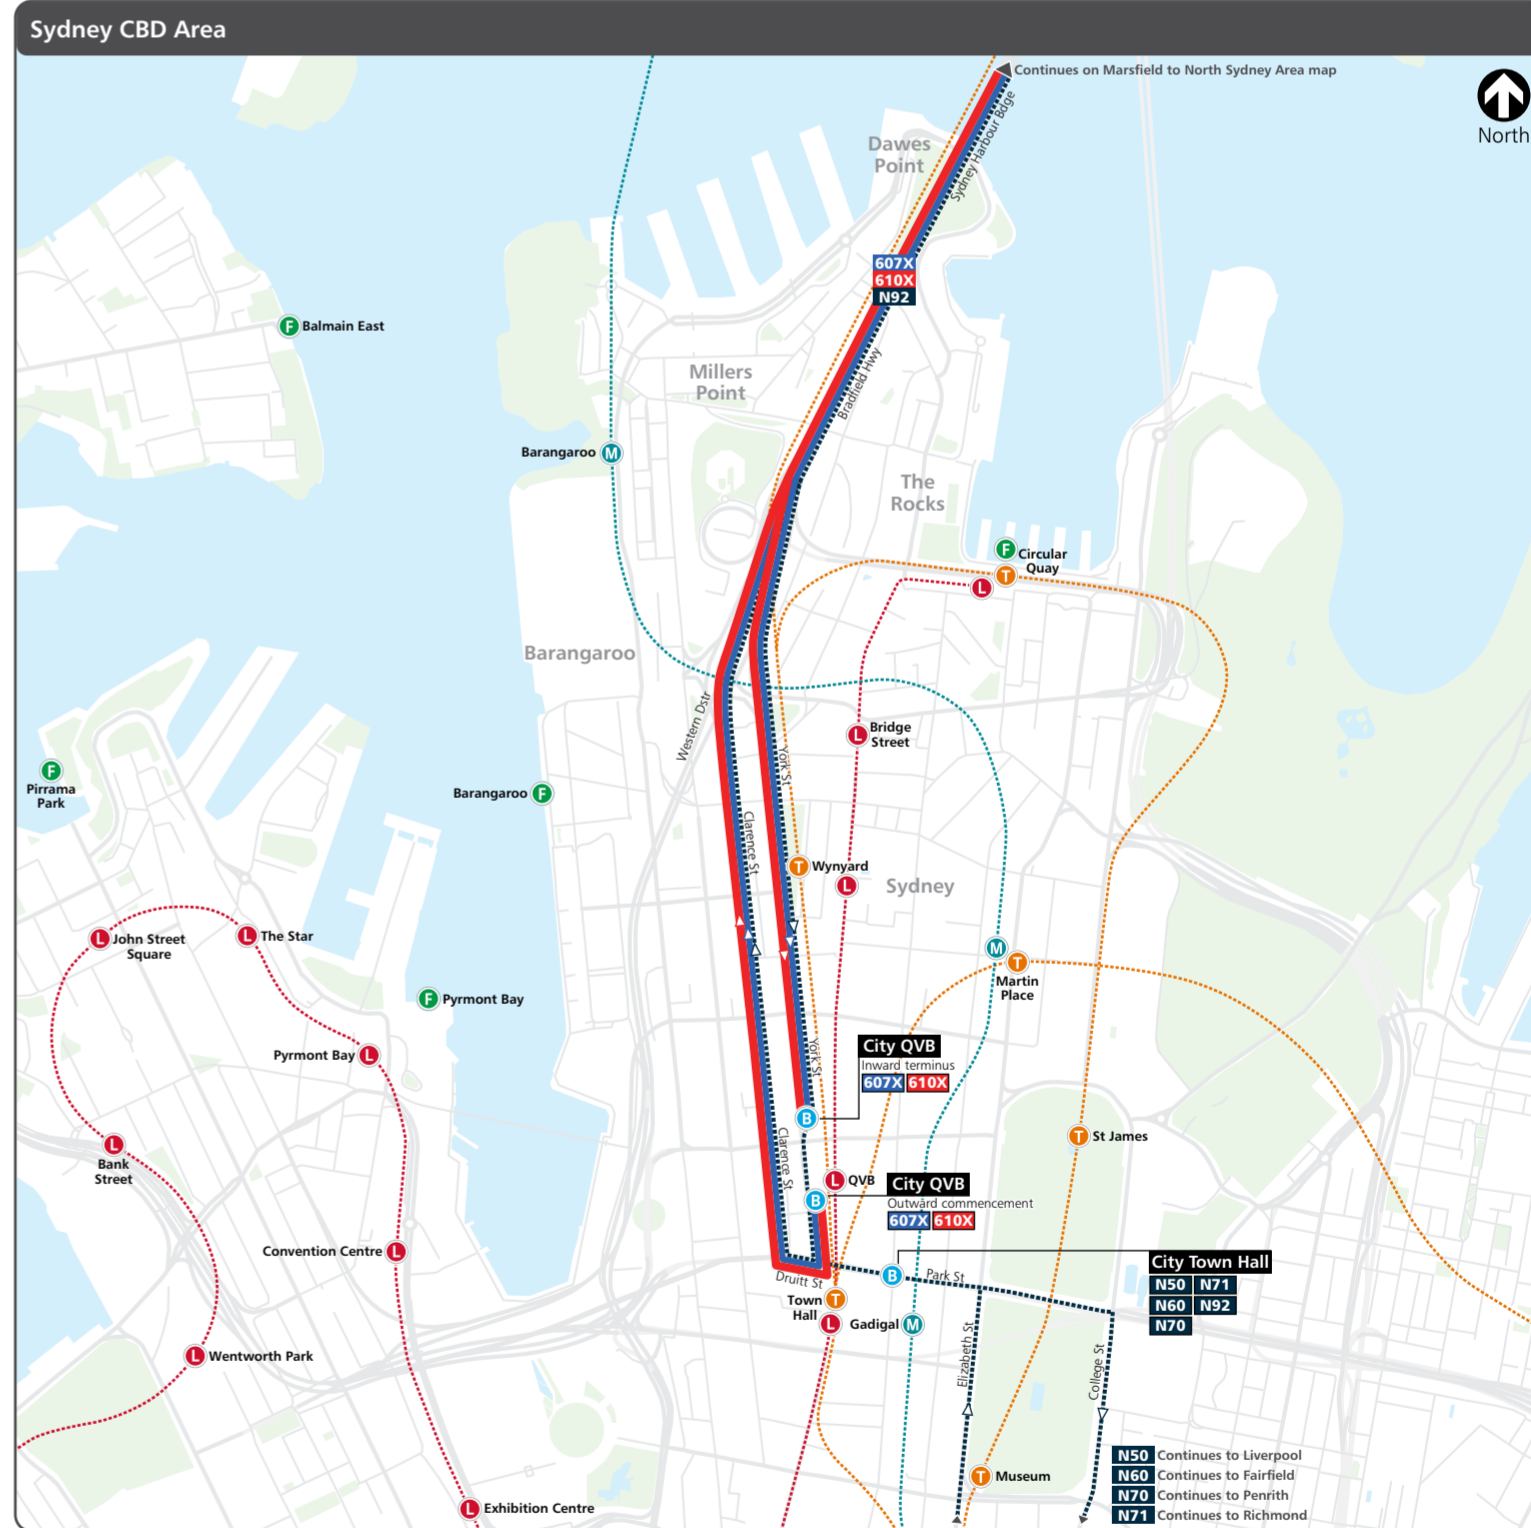 Sydney CBD Area
Continues on Marsfield to North Sydney Area map
North
Sydney Harbour Bdge
Dawes
Point
607X
610X
N92
F Balmain East
Bradfield Hwy
Millers
Point
Barangaroo M
The
Rocks
F
Circular
Quay
T
L
Barangaroo
Western Dstr
L
Bridge
Street
York St
F
Pirrama
Park
Barangaroo F
Clarence St
T Wynyard
L
Sydney
L
John Street
Square
L The Star
M
T
Martin
Place
F Pyrmont Bay
Pyrmont Bay L
York St
City QVB
Inward terminus
607X 610X
B
L
Bank
Street
Clarence St
T St James
L QVB
B
City QVB
Outward commencement
607X 610X
Convention Centre L
City Town Hall
N50 N71
N60 N92
N70
B
Park St
Druitt St
Town
Hall
T
L
Gadigal M
L Wentworth Park
Elizabeth St
College St
T Museum
L Exhibition Centre
N50 Continues to Liverpool
N60 Continues to Fairfield
N70 Continues to Penrith
N71 Continues to Richmond